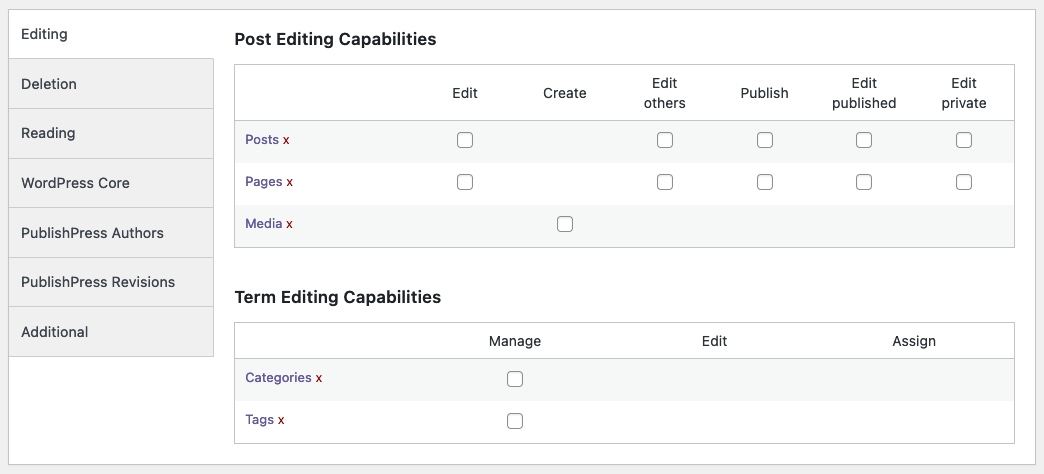 Editing
Deletion
Reading
WordPress Core
PublishPress Authors
PublishPress Revisions
Additional
Post Editing Capabilities
Edit Create Edit others Publish Edit published Edit private
Posts x
Pages x
Media x
Term Editing Capabilities
Manage Edit Assign
Categories x
Tags x